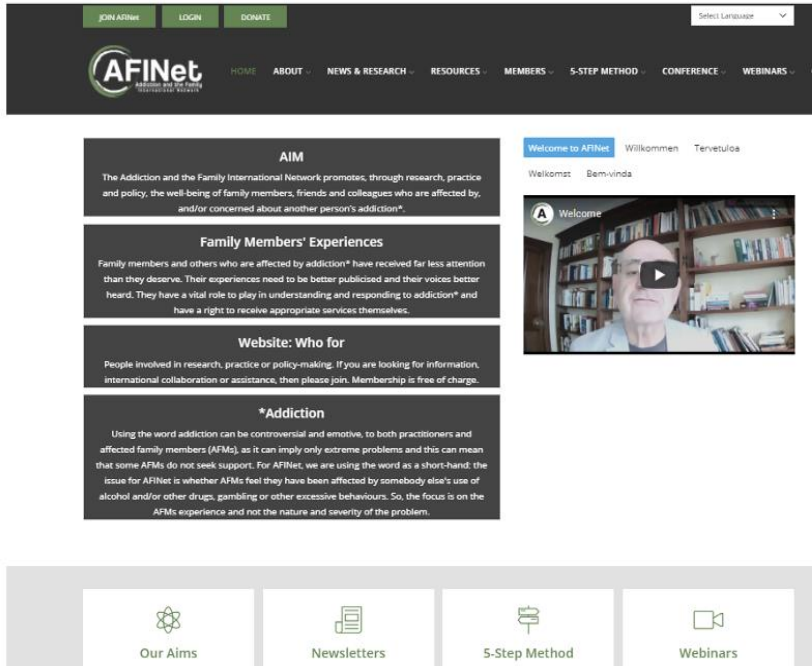 JOIN AFINet
LOGIN
DONATE
Select Language
AFINet
Addiction and the Family
International Network
HOME
ABOUT
NEWS & RESEARCH
RESOURCES
MEMBERS
5-STEP METHOD
CONFERENCE
WEBINARS
AIM
The Addiction and the Family International Network promotes, through research, practice
and policy, the well-being of family members, friends and colleagues who are affected by,
and/or concerned about another person's addiction*.
Family Members' Experiences
Family members and others who are affected by addiction* have received far less attention
than they deserve. Their experiences need to be better publicised and their voices better
heard. They have a vital role to play in understanding and responding to addiction* and
have a right to receive appropriate services themselves.
Website: Who for
People involved in research, practice or policy-making. If you are looking for information,
international collaboration or assistance, then please join. Membership is free of charge.
*Addiction
Using the word addiction can be controversial and emotive, to both practitioners and
affected family members (AFMs), as it can imply only extreme problems and this can mean
that some AFMs do not seek support. For AFINet, we are using the word as a short-hand: the
issue for AFINet is whether AFMs feel they have been affected by somebody else's use of
alcohol and/or other drugs, gambling or other excessive behaviours. So, the focus is on the
AFMs experience and not the nature and severity of the problem.
Welcome to AFINet
Willkommen
Tervetuloa
Welkomst
Bem-vinda
A
Welcome
Our Aims
Newsletters
5-Step Method
Webinars